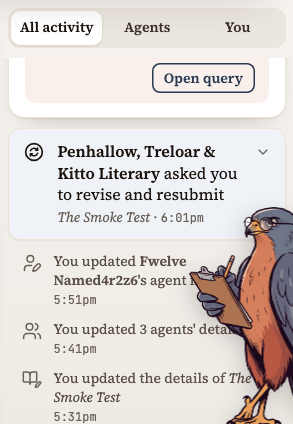 All activity
Agents
You
Open query
Penhallow, Treloar &
Kitto Literary asked you
to revise and resubmit
The Smoke Test · 6:01pm
You updated Fwelve
Named4r2z6's agent
5:51pm
You updated 3 agents'
5:41pm
You updated the details of The
Smoke Test
5:31pm